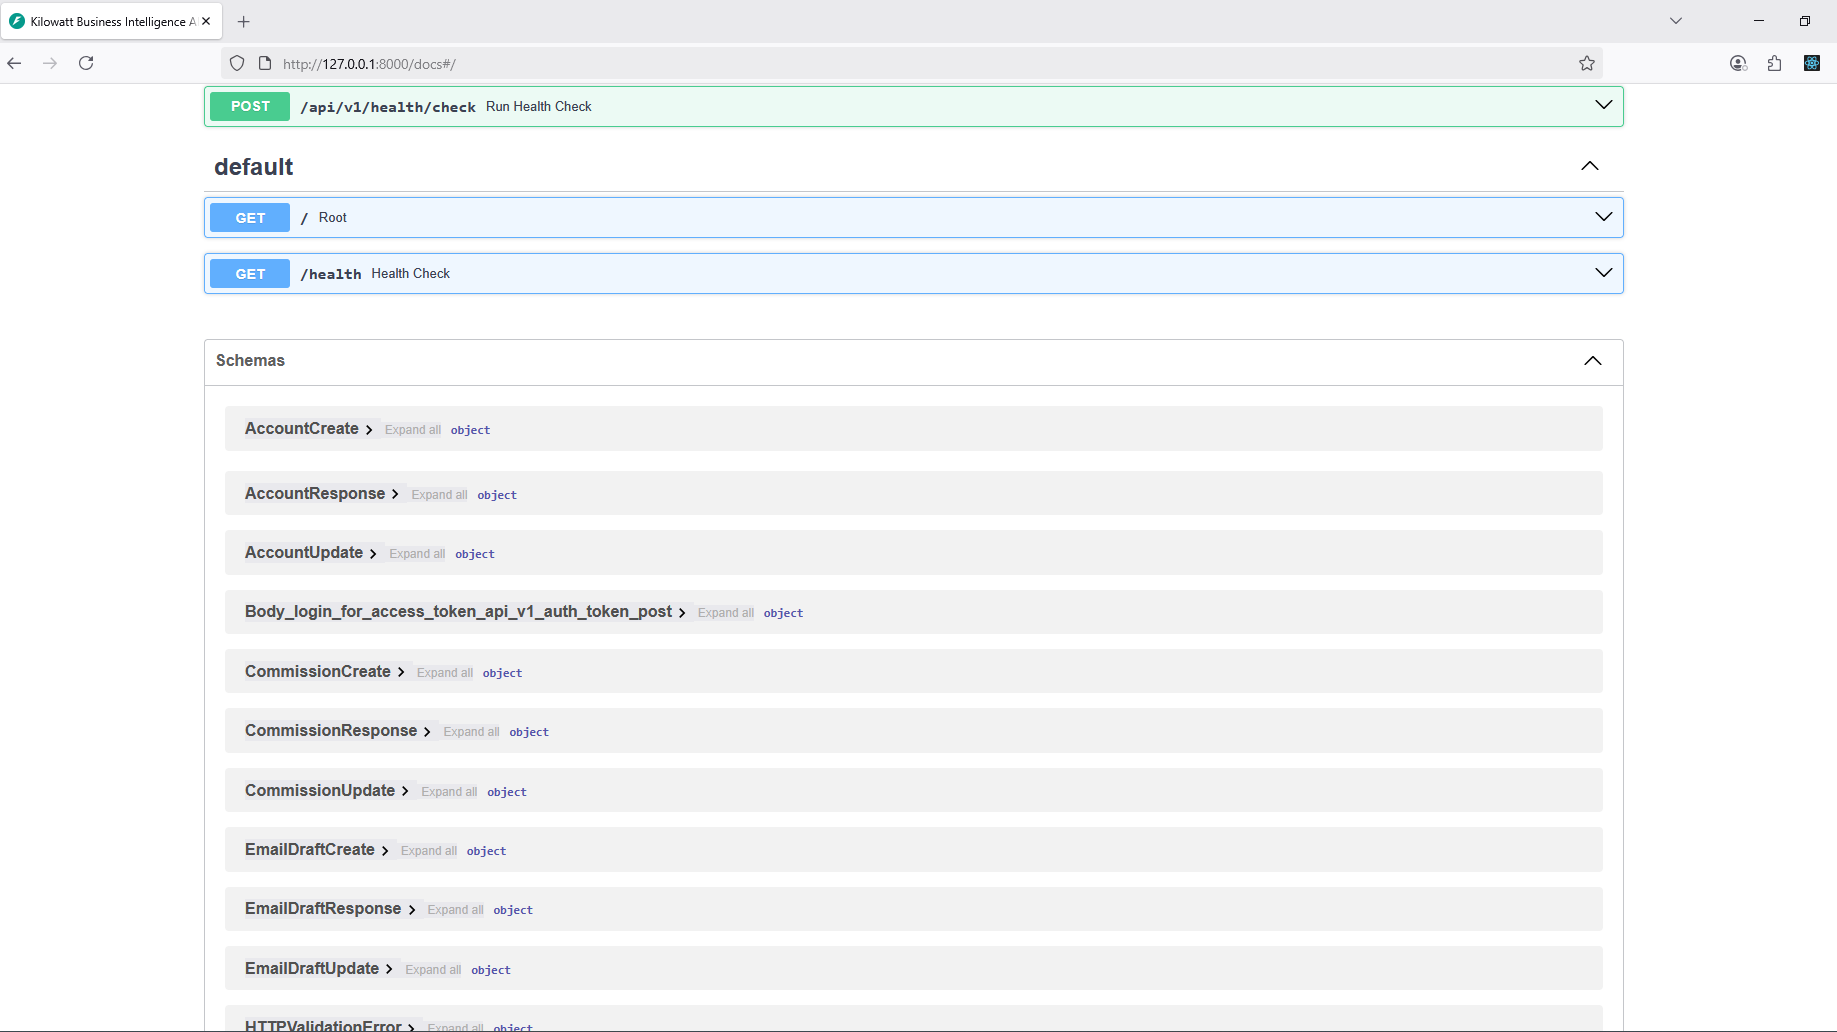 Kilowatt Business Intelligence A
http://127.0.0.1:8000/docs#/
POST /api/v1/health/check Run Health Check
default
GET / Root
GET /health Health Check
Schemas
AccountCreate Expand all object
AccountResponse Expand all object
AccountUpdate Expand all object
Body_login_for_access_token_api_v1_auth_token_post Expand all object
CommissionCreate Expand all object
CommissionResponse Expand all object
CommissionUpdate Expand all object
EmailDraftCreate Expand all object
EmailDraftResponse Expand all object
EmailDraftUpdate Expand all object
HTTPValidationError Expand all object